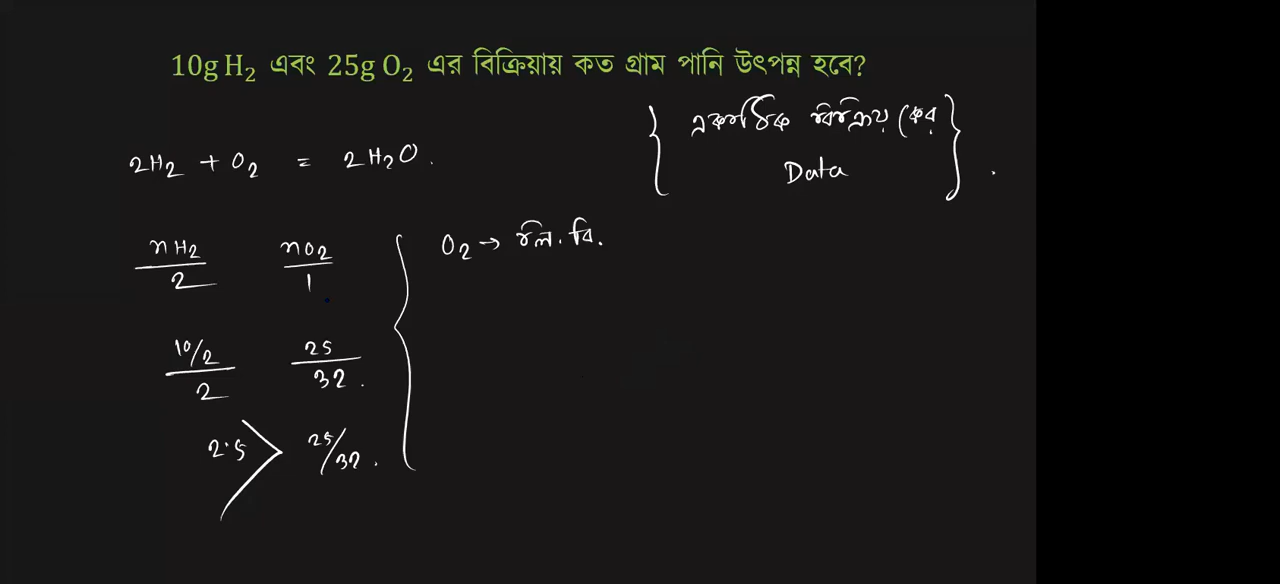 10g H₂ এবং 25g O₂ এর বিক্রিয়ায় কত গ্রাম পানি উৎপন্ন হবে?
{ একাধিক বিক্রিয়কের
Data } .
2H₂ + O₂ = 2H₂O.
nH₂/2 nO₂/1
O₂ → লি. বি.
10/2/2 25/32.
2.5 > 25/32.